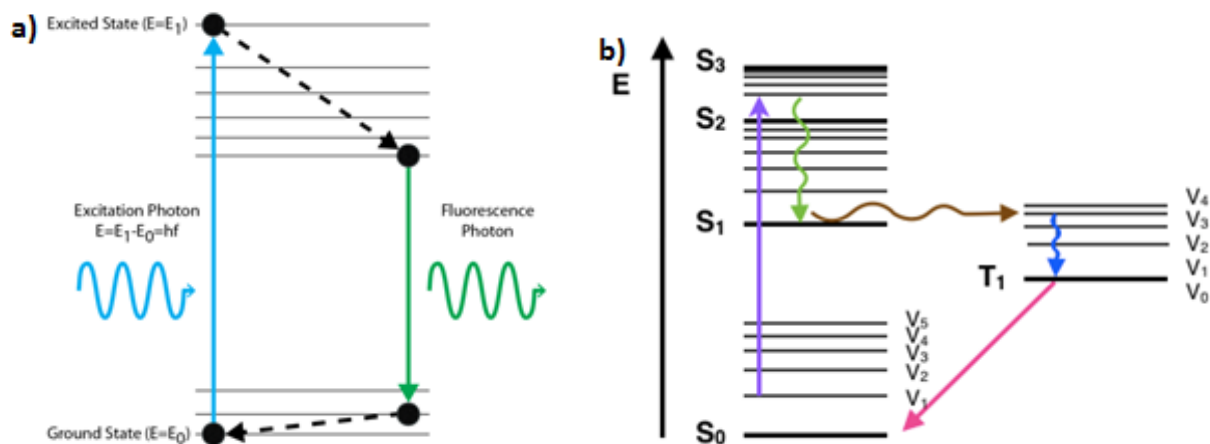 a)
Excited State (E=E₁)
Excitation Photon
E=E₁-E₀=hf
Fluorescence
Photon
Ground State (E=E₀)
b)
E
S₃
S₂
S₁
S₀
V₅
V₄
V₃
V₂
V₁
T₁
V₄
V₃
V₂
V₁
V₀